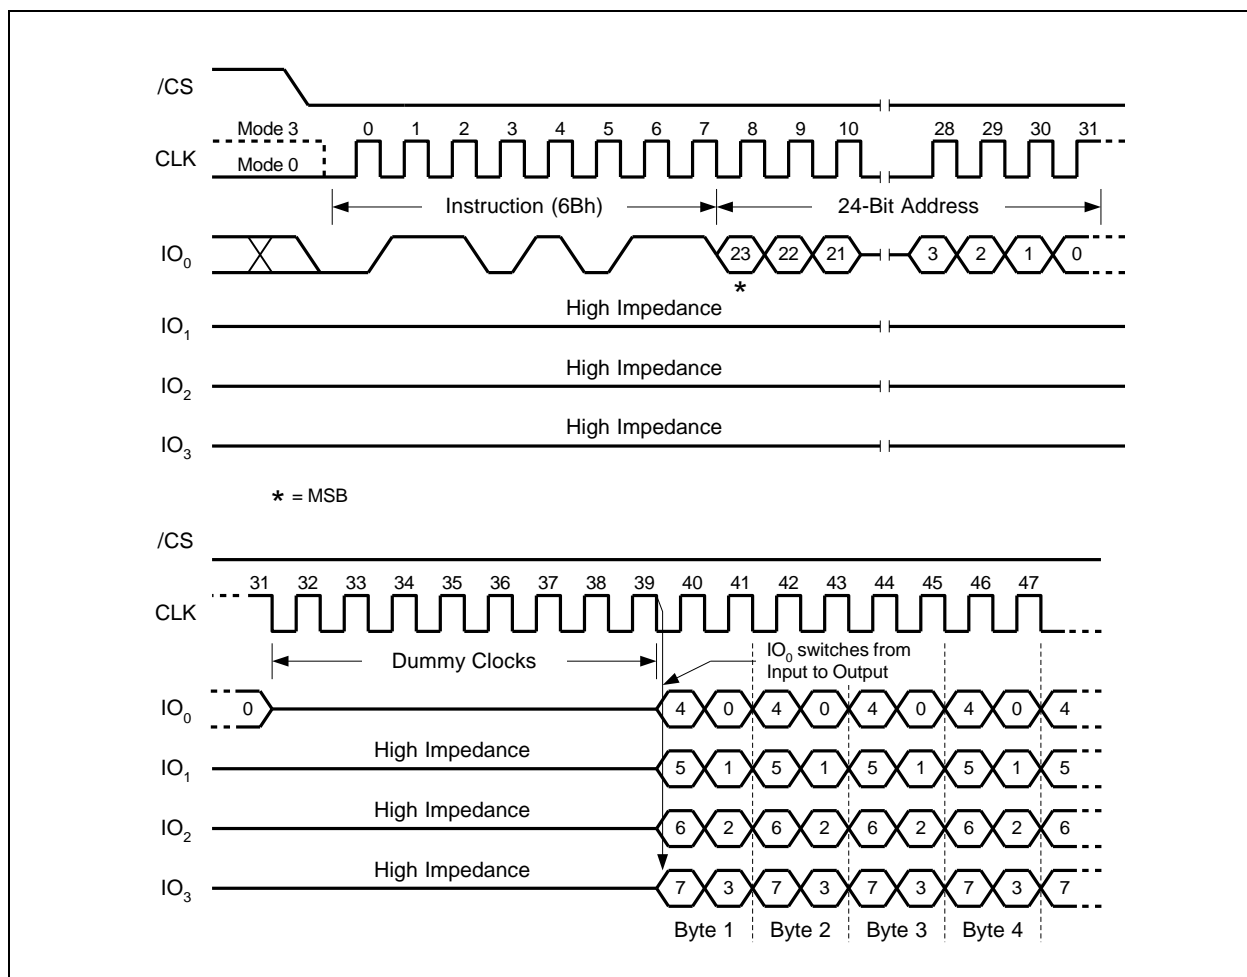 /CS
Mode 3 0 1 2 3 4 5 6 7 8 9 10 28 29 30 31
CLK Mode 0
Instruction (6Bh) 24-Bit Address
IO0 23 22 21 3 2 1 0
*
High Impedance
IO1
High Impedance
IO2
High Impedance
IO3
* = MSB
/CS
31 32 33 34 35 36 37 38 39 40 41 42 43 44 45 46 47
CLK
Dummy Clocks IO0 switches from
Input to Output
IO0 0 4 0 4 0 4 0 4 0 4
High Impedance
IO1 5 1 5 1 5 1 5 1 5
High Impedance
IO2 6 2 6 2 6 2 6 2 6
High Impedance
IO3 7 3 7 3 7 3 7 3 7
Byte 1 Byte 2 Byte 3 Byte 4